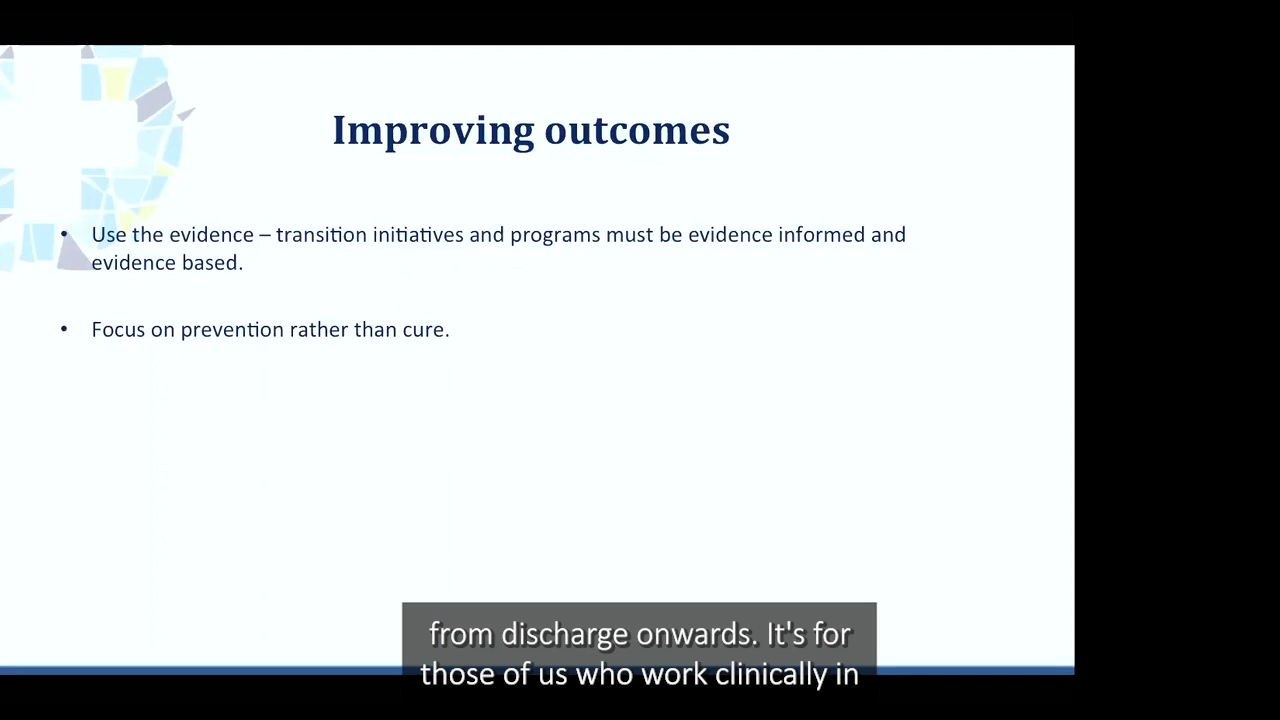 Improving outcomes
• Use the evidence – transition initiatives and programs must be evidence informed and
evidence based.
• Focus on prevention rather than cure.
from discharge onwards. It's for
those of us who work clinically in